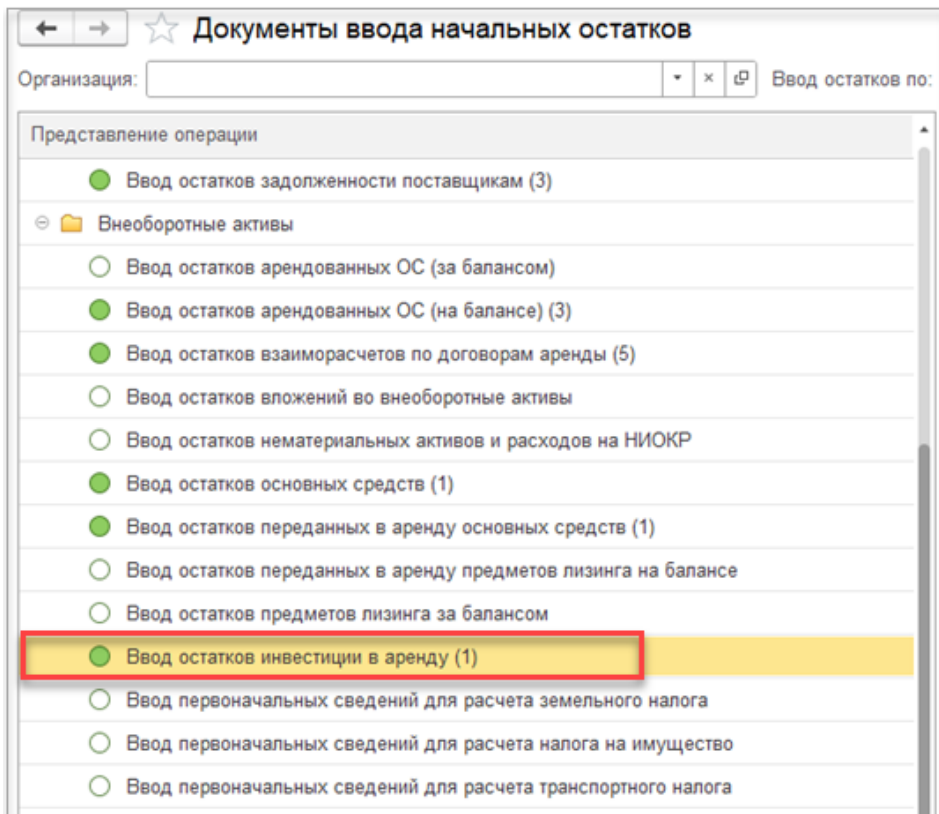 Документы ввода начальных остатков
Организация: Ввод остатков по:
Представление операции
Ввод остатков задолженности поставщикам (3)
Внеоборотные активы
Ввод остатков арендованных ОС (за балансом)
Ввод остатков арендованных ОС (на балансе) (3)
Ввод остатков взаиморасчетов по договорам аренды (5)
Ввод остатков вложений во внеоборотные активы
Ввод остатков нематериальных активов и расходов на НИОКР
Ввод остатков основных средств (1)
Ввод остатков переданных в аренду основных средств (1)
Ввод остатков переданных в аренду предметов лизинга на балансе
Ввод остатков предметов лизинга за балансом
Ввод остатков инвестиции в аренду (1)
Ввод первоначальных сведений для расчета земельного налога
Ввод первоначальных сведений для расчета налога на имущество
Ввод первоначальных сведений для расчета транспортного налога